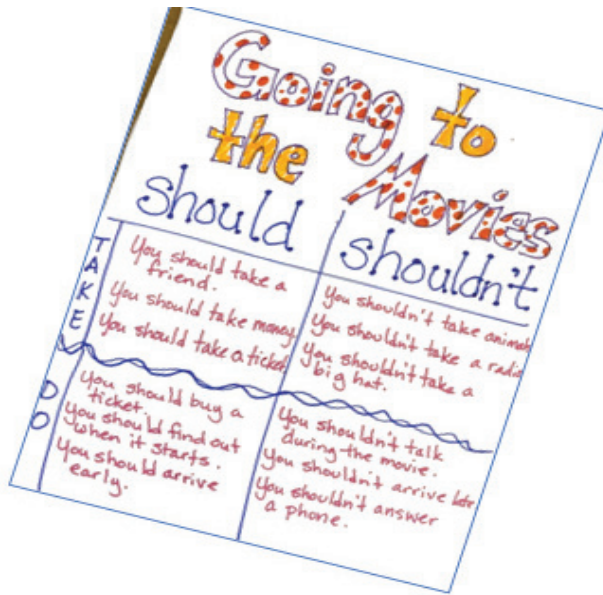 Going to
the Movies
should
shouldn't
TAKE
You should take a
friend.
You should take money.
You should take a ticket.
You shouldn't take animals
You shouldn't take a radio
You shouldn't take a
big hat.
DO
You should buy a
ticket.
You should find out
when it starts.
You should arrive
early.
You shouldn't talk
during the movie.
You shouldn't arrive late
You shouldn't answer
a phone.